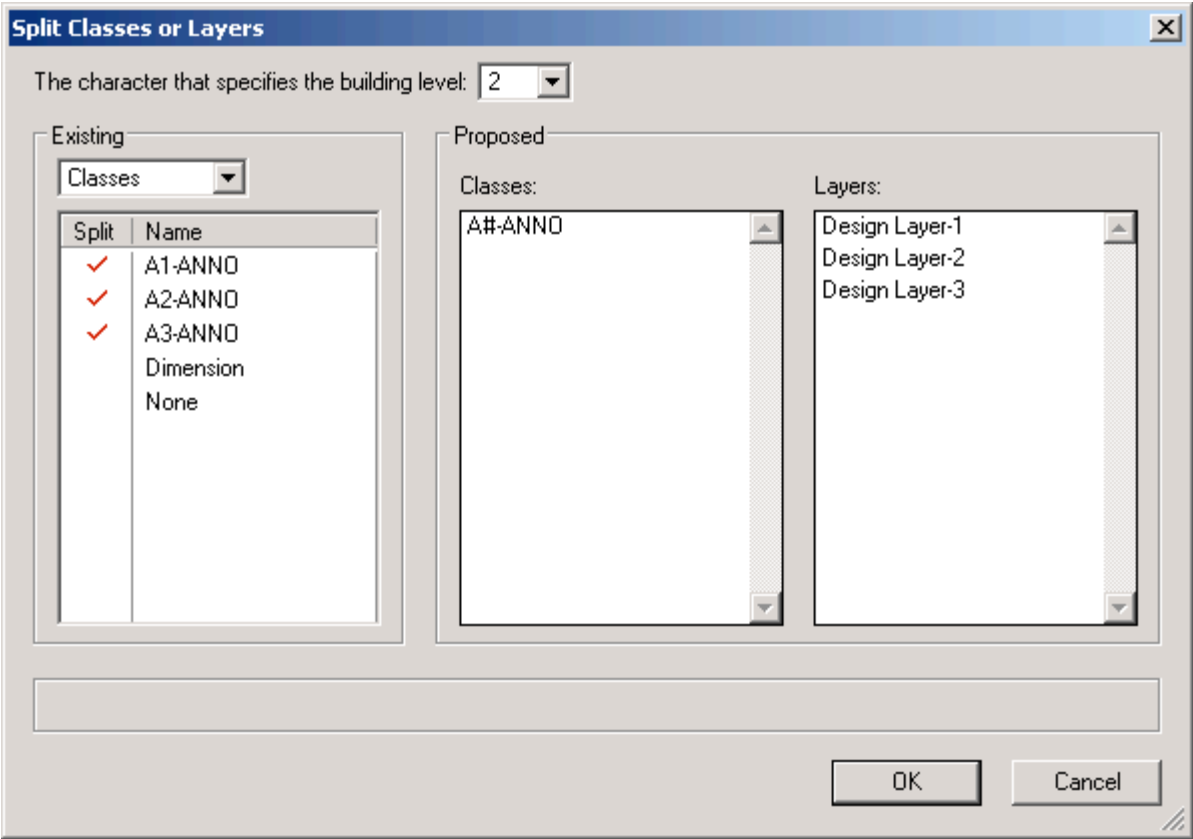 Split Classes or Layers
The character that specifies the building level: 2
Existing
Classes
Split Name
A1-ANNO
A2-ANNO
A3-ANNO
Dimension
None
Proposed
Classes:
A#-ANNO
Layers:
Design Layer-1
Design Layer-2
Design Layer-3
OK Cancel